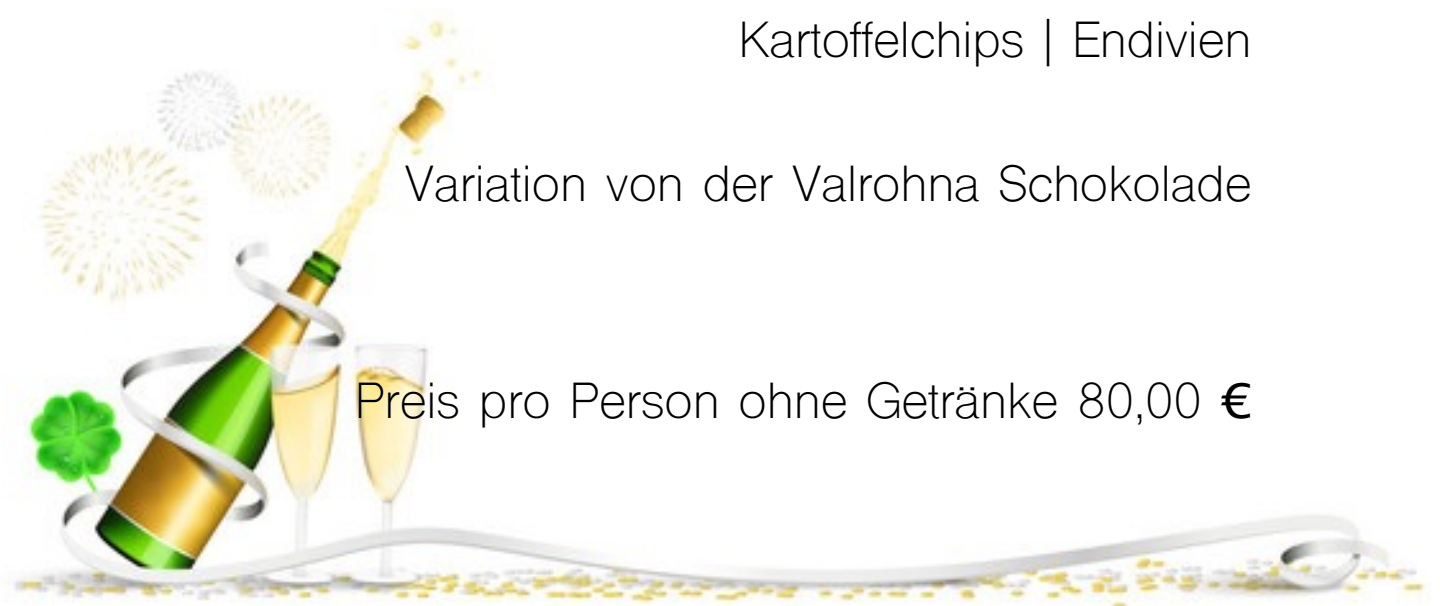 Kartoffelchips | Endivien
Variation von der Valrohna Schokolade
Preis pro Person ohne Getränke 80,00 €